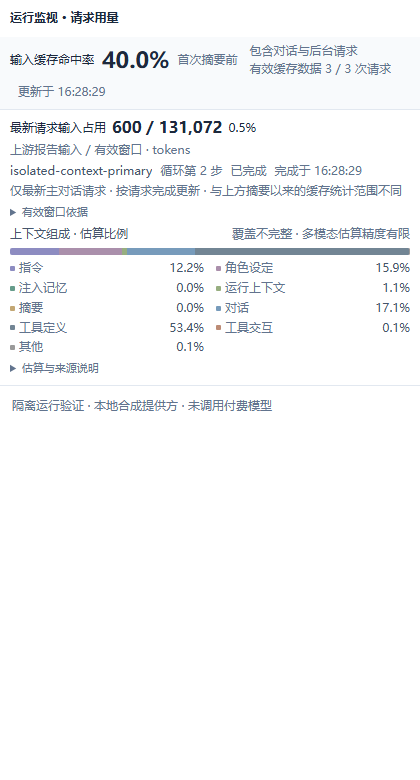 运行监视·请求用量
输入缓存命中率 40.0% 首次摘要前 包含对话与后台请求
有效缓存数据 3 / 3 次请求
更新于 16:28:29
最新请求输入占用 600 / 131,072 0.5%
上游报告输入 / 有效窗口 · tokens
isolated-context-primary 循环第 2 步 已完成 完成于 16:28:29
仅最新主对话请求 · 按请求完成更新 · 与上方摘要以来的缓存统计范围不同
▶ 有效窗口依据
上下文组成 · 估算比例 覆盖不完整 · 多模态估算精度有限
指令 12.2% 角色设定 15.9%
注入记忆 0.0% 运行上下文 1.1%
摘要 0.0% 对话 17.1%
工具定义 53.4% 工具交互 0.1%
其他 0.1%
▶ 估算与来源说明
隔离运行验证 · 本地合成提供方 · 未调用付费模型